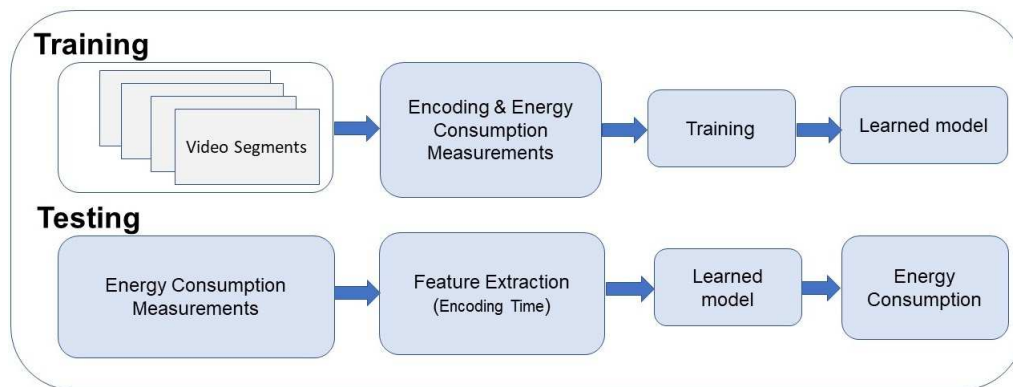 Training
Video Segments
Encoding & Energy
Consumption
Measurements
Training
Learned model
Testing
Energy Consumption
Measurements
Feature Extraction
(Encoding Time)
Learned
model
Energy
Consumption